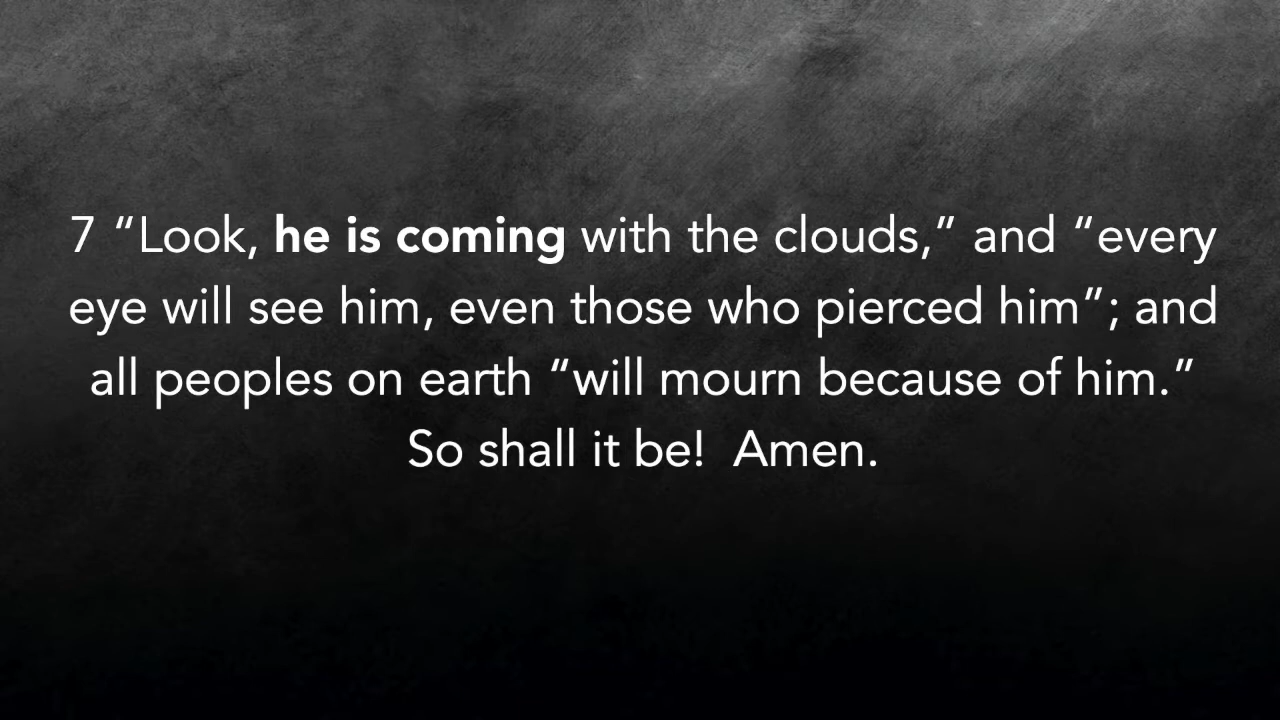 7 “Look, he is coming with the clouds,” and “every
eye will see him, even those who pierced him”; and
all peoples on earth “will mourn because of him.”
So shall it be!  Amen.